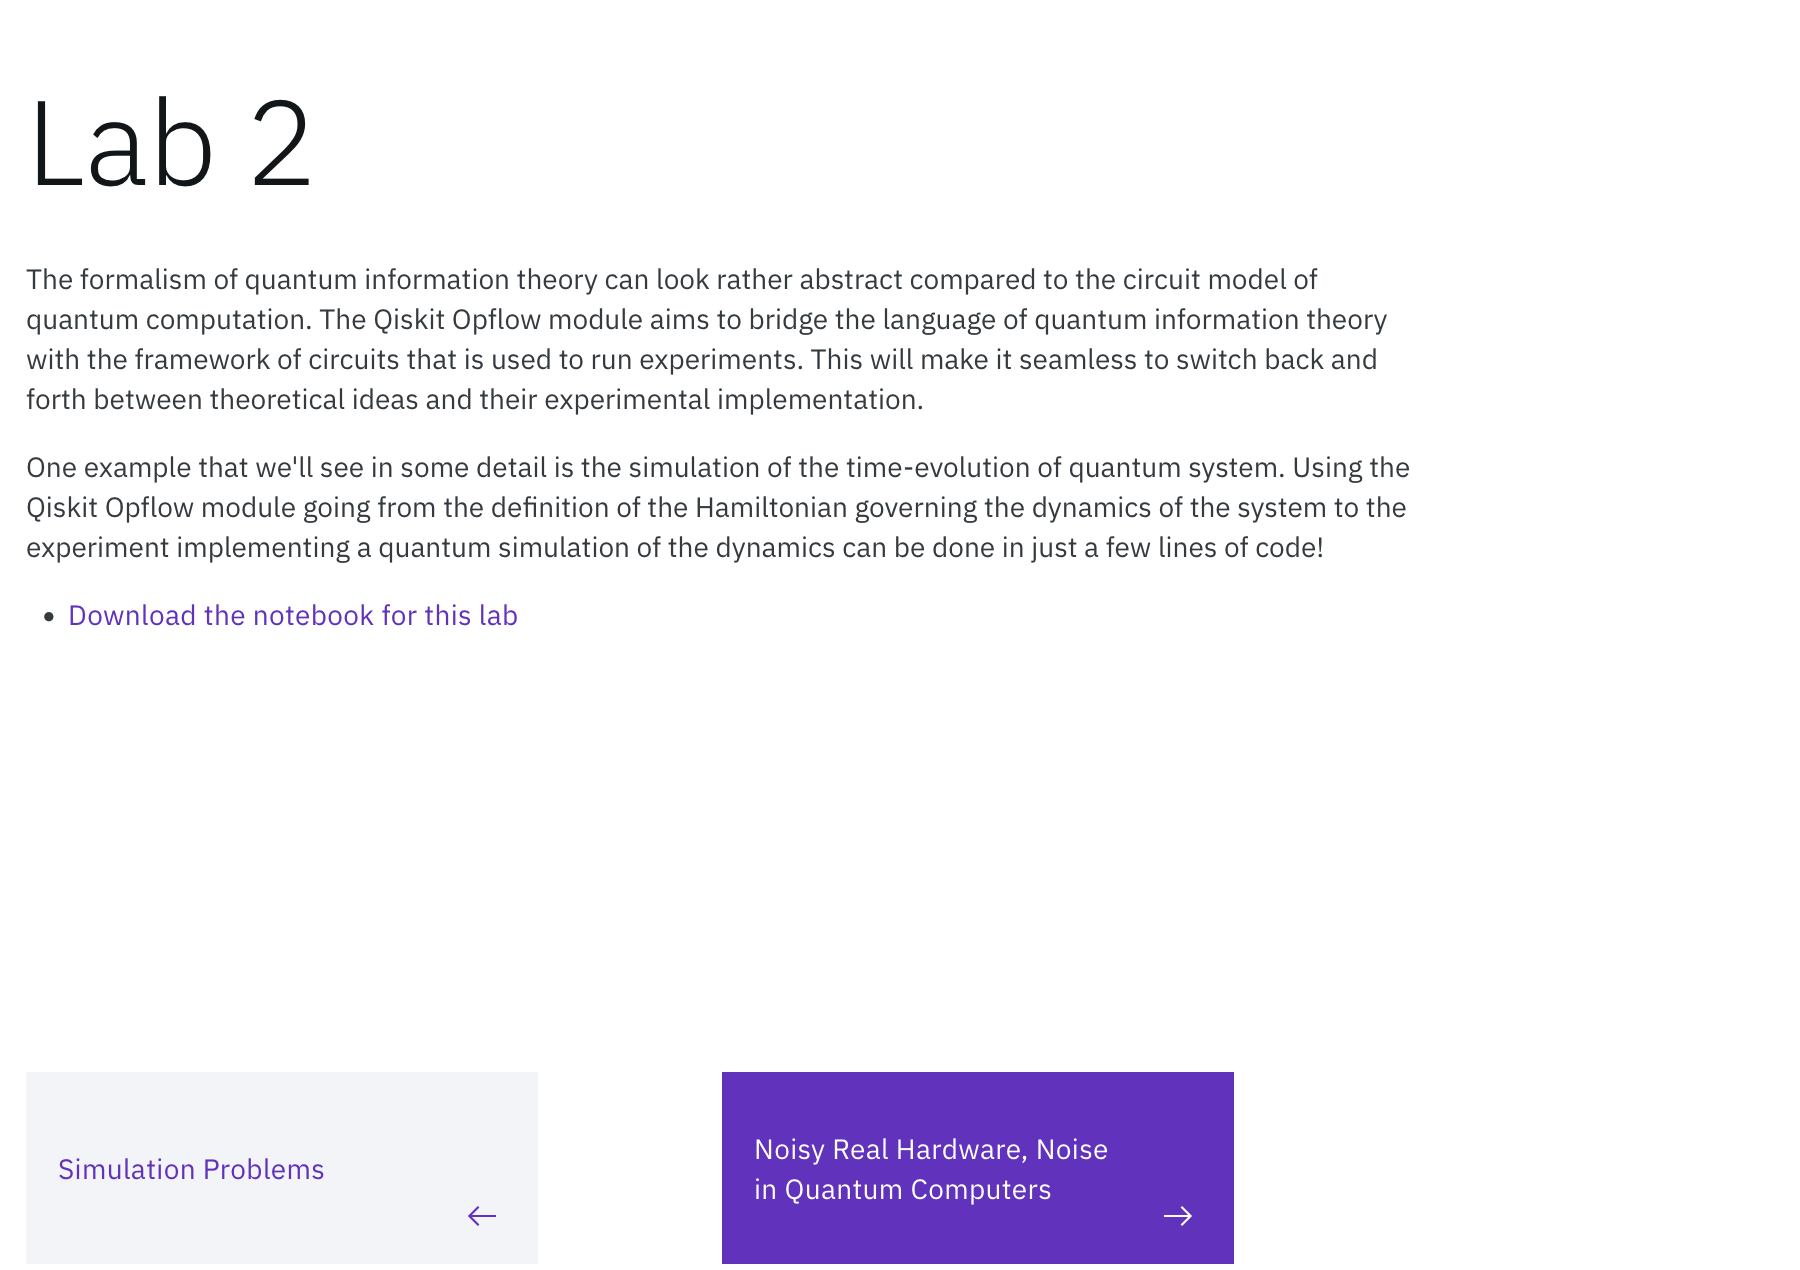 Lab 2
The formalism of quantum information theory can look rather abstract compared to the circuit model of
quantum computation. The Qiskit Opflow module aims to bridge the language of quantum information theory
with the framework of circuits that is used to run experiments. This will make it seamless to switch back and
forth between theoretical ideas and their experimental implementation.
One example that we'll see in some detail is the simulation of the time-evolution of quantum system. Using the
Qiskit Opflow module going from the definition of the Hamiltonian governing the dynamics of the system to the
experiment implementing a quantum simulation of the dynamics can be done in just a few lines of code!
• Download the notebook for this lab
Simulation Problems
Noisy Real Hardware, Noise
in Quantum Computers